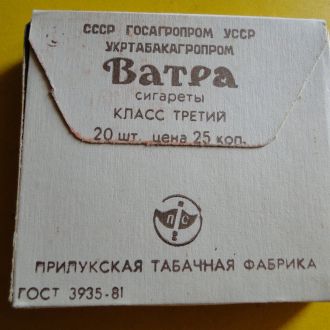 СССР ГОСАГРОПРОМ УССР
УКРТАБАКАГРОПРОМ
Ватра
сигареты
КЛАСС ТРЕТИЙ
20 шт. цена 25 коп.
П С
ПРИЛУКСКАЯ ТАБАЧНАЯ ФАБРИКА
ГОСТ 3935-81